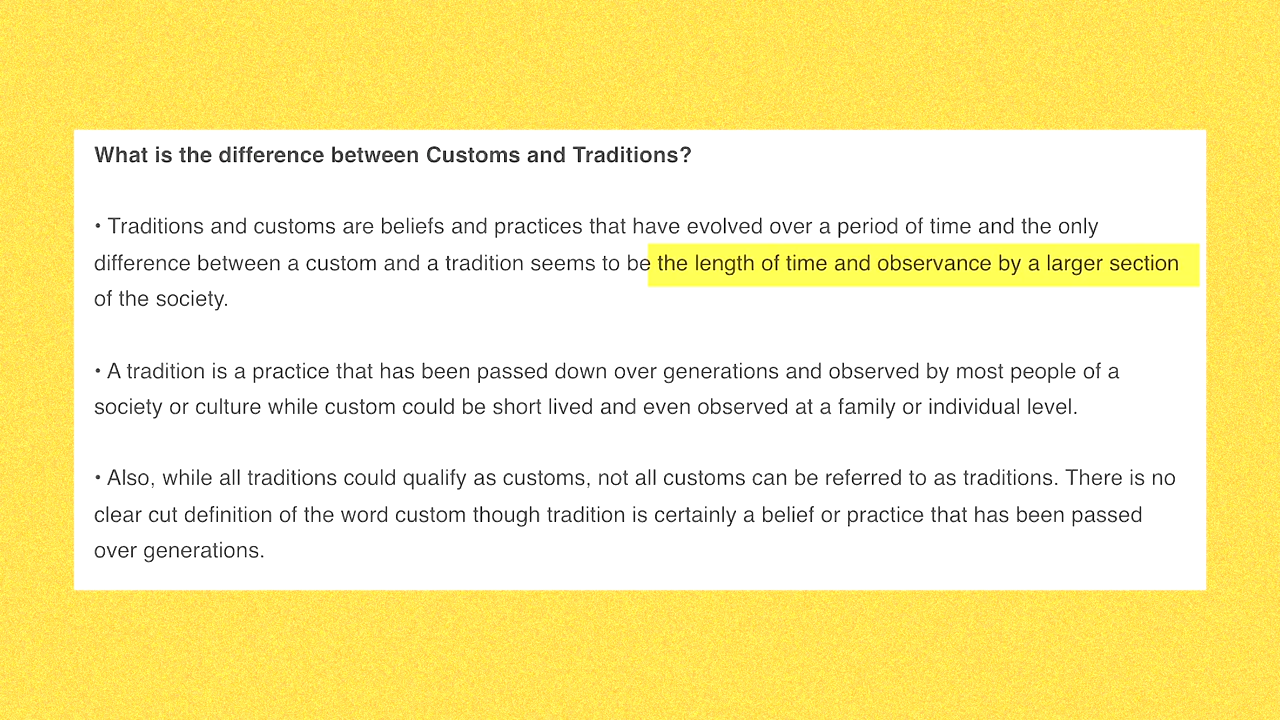 What is the difference between Customs and Traditions?
• Traditions and customs are beliefs and practices that have evolved over a period of time and the only
difference between a custom and a tradition seems to be the length of time and observance by a larger section
of the society.
• A tradition is a practice that has been passed down over generations and observed by most people of a
society or culture while custom could be short lived and even observed at a family or individual level.
• Also, while all traditions could qualify as customs, not all customs can be referred to as traditions. There is no
clear cut definition of the word custom though tradition is certainly a belief or practice that has been passed
over generations.